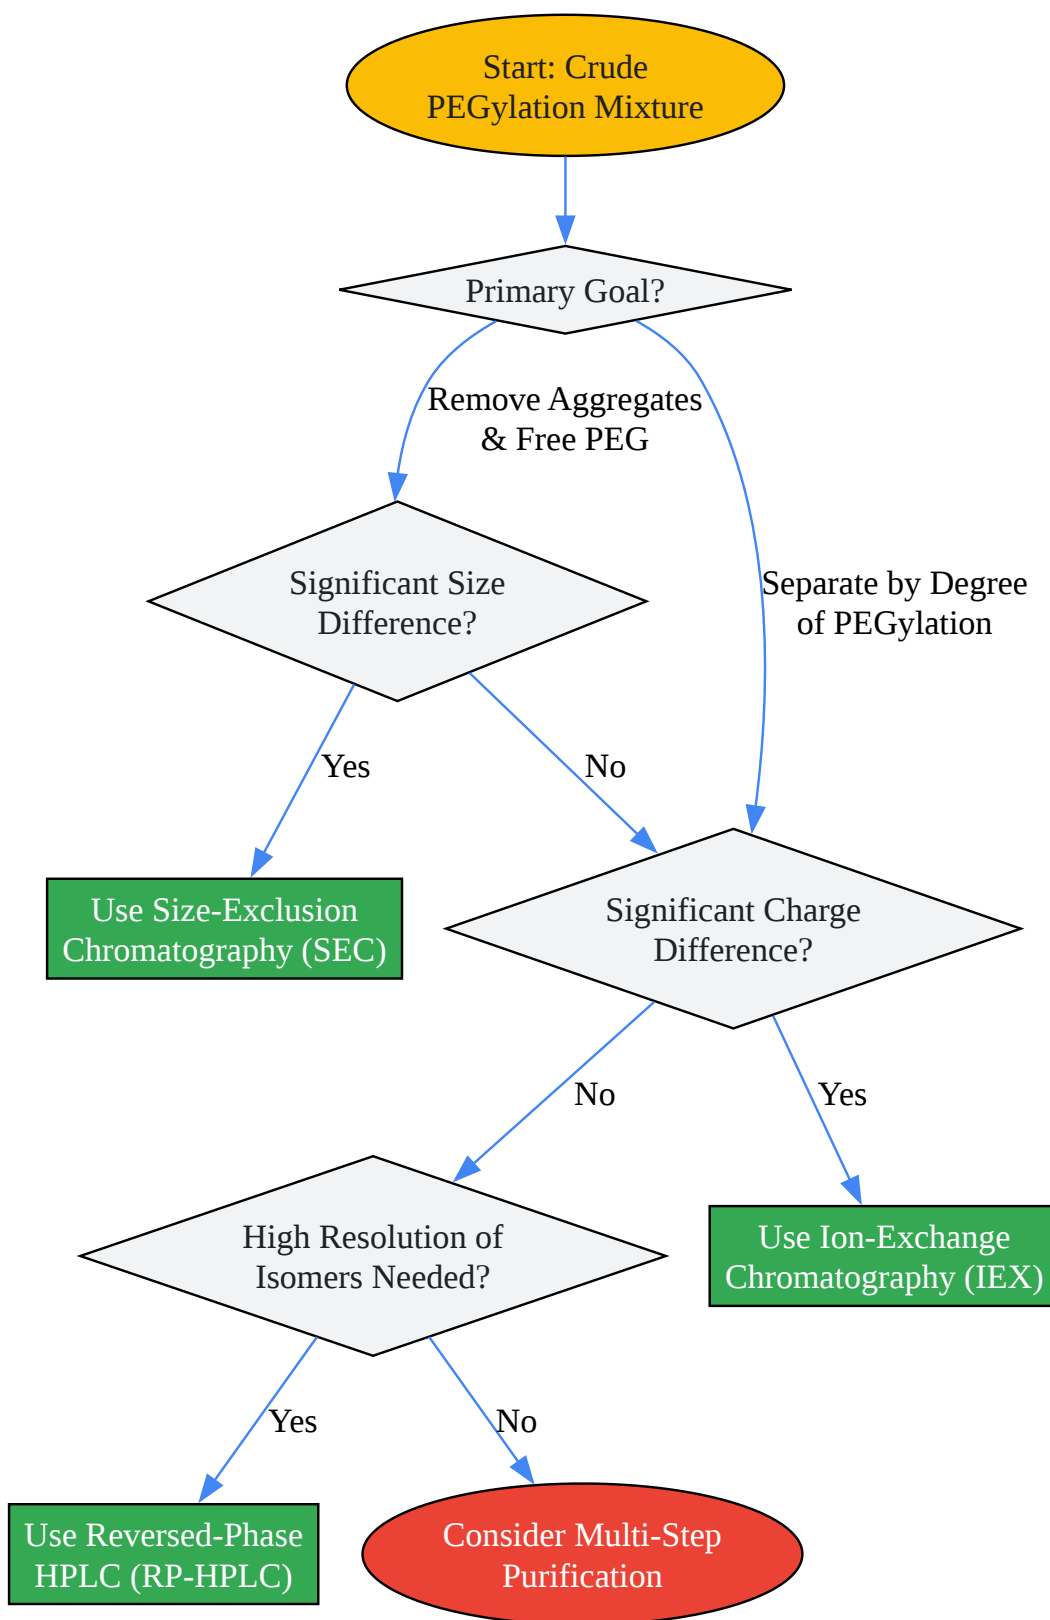 Start: Crude
PEGylation Mixture
Primary Goal?
Remove Aggregates
& Free PEG
Significant Size
Difference?
Separate by Degree
of PEGylation
Yes
No
Use Size-Exclusion
Chromatography (SEC)
Significant Charge
Difference?
No
Yes
High Resolution of
Isomers Needed?
Use Ion-Exchange
Chromatography (IEX)
Yes
No
Use Reversed-Phase
HPLC (RP-HPLC)
Consider Multi-Step
Purification